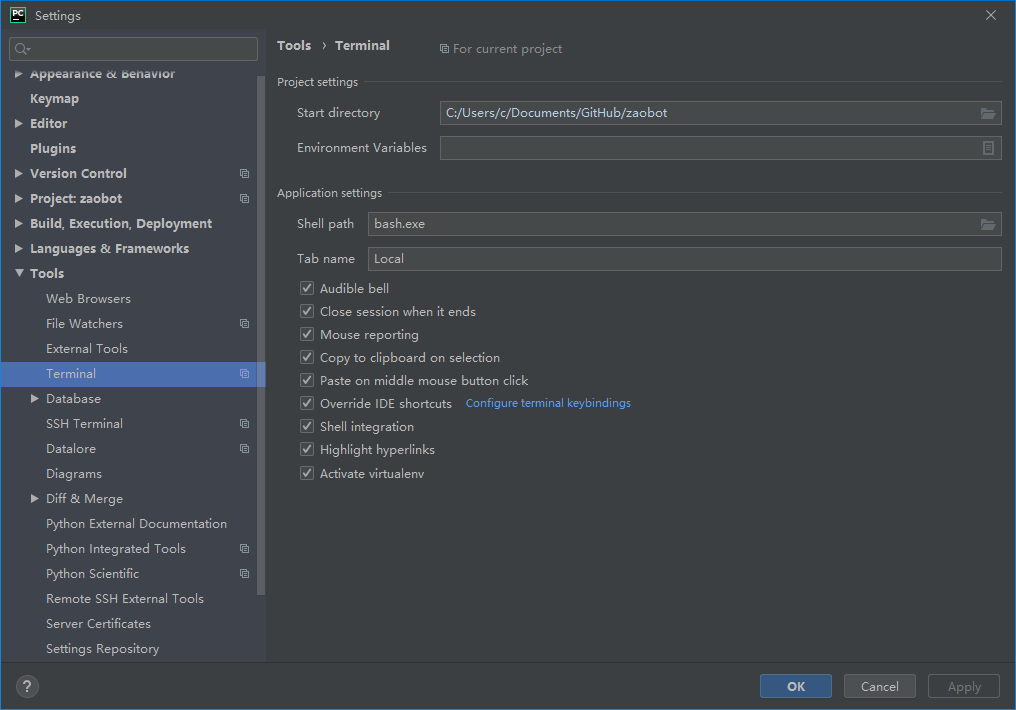 PC Settings
Tools › Terminal For current project
Appearance & Behavior
Keymap
Editor
Plugins
Version Control
Project: zaobot
Build, Execution, Deployment
Languages & Frameworks
Tools
Web Browsers
File Watchers
External Tools
Terminal
Database
SSH Terminal
Datalore
Diagrams
Diff & Merge
Python External Documentation
Python Integrated Tools
Python Scientific
Remote SSH External Tools
Server Certificates
Settings Repository
Project settings
Start directory C:/Users/c/Documents/GitHub/zaobot
Environment Variables
Application settings
Shell path bash.exe
Tab name Local
Audible bell
Close session when it ends
Mouse reporting
Copy to clipboard on selection
Paste on middle mouse button click
Override IDE shortcuts Configure terminal keybindings
Shell integration
Highlight hyperlinks
Activate virtualenv
? OK Cancel Apply